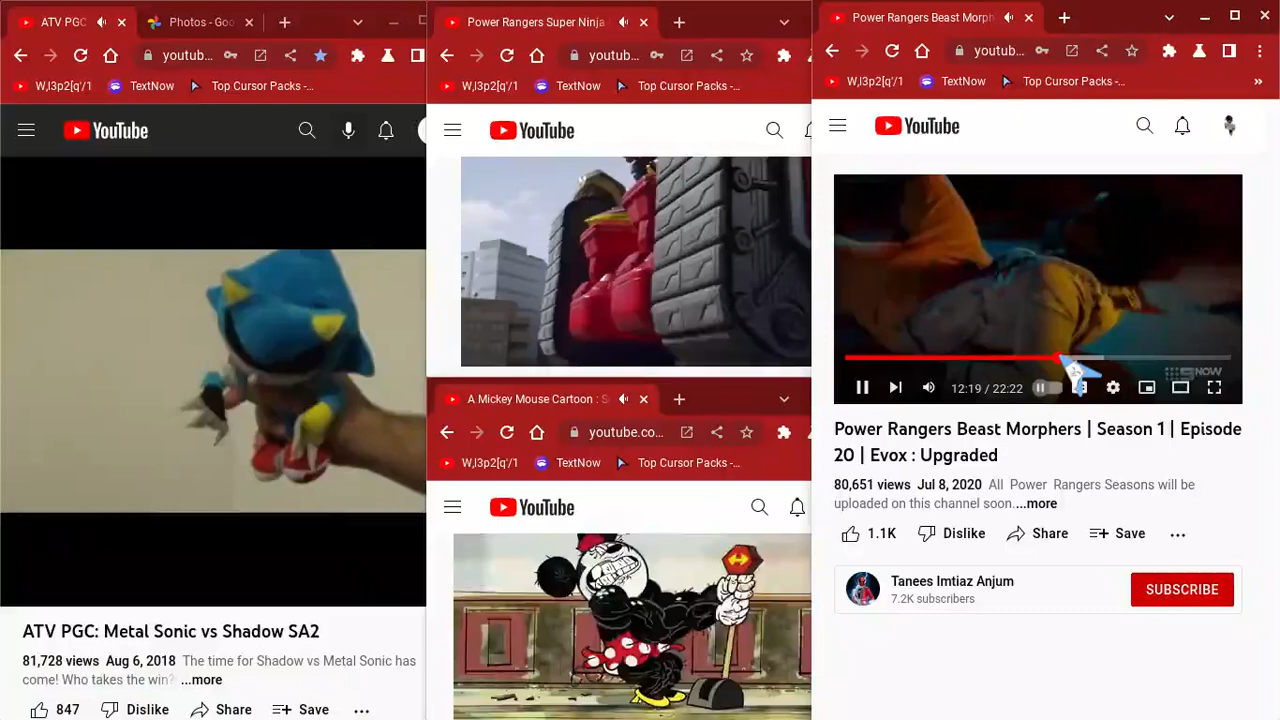 ATV PGC
Photos - Goo
youtub...
W,l3p2[q'/1
TextNow
Top Cursor Packs -...
YouTube
ATV PGC: Metal Sonic vs Shadow SA2
81,728 views Aug 6, 2018 The time for Shadow vs Metal Sonic has
come! Who takes the win? ...more
847
Dislike
Share
Save
Power Rangers Super Ninja
youtub...
W,l3p2[q'/1
TextNow
Top Cursor Packs -...
YouTube
A Mickey Mouse Cartoon : S
youtube.co...
W,l3p2[q'/1
TextNow
Top Cursor Packs -...
YouTube
Power Rangers Beast Morph
youtub...
W,l3p2[q'/1
TextNow
Top Cursor Packs -...
YouTube
NOW
12:19 / 22:22
Power Rangers Beast Morphers | Season 1 | Episode
20 | Evox : Upgraded
80,651 views Jul 8, 2020 All Power Rangers Seasons will be
uploaded on this channel soon....more
1.1K
Dislike
Share
Save
Tanees Imtiaz Anjum
7.2K subscribers
SUBSCRIBE